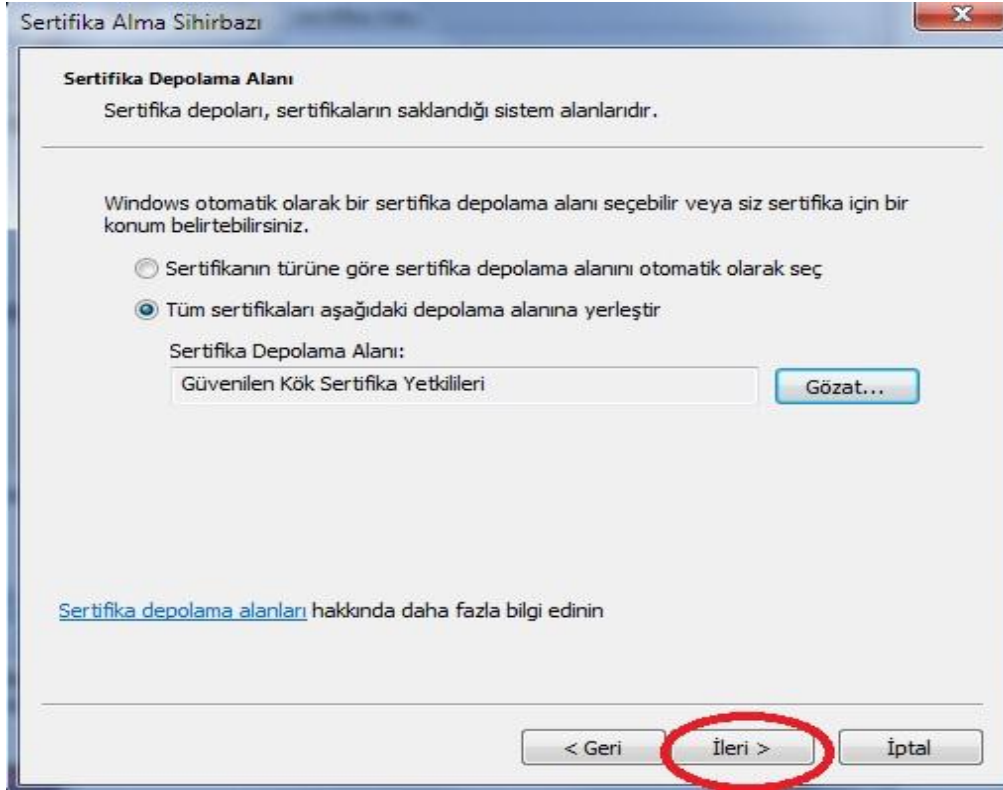 Sertifika Alma Sihirbazı
Sertifika Depolama Alanı
Sertifika depoları, sertifikaların saklandığı sistem alanlarıdır.
Windows otomatik olarak bir sertifika depolama alanı seçebilir veya siz sertifika için bir
konum belirtebilirsiniz.
Sertifikanın türüne göre sertifika depolama alanını otomatik olarak seç
Tüm sertifikaları aşağıdaki depolama alanına yerleştir
Sertifika Depolama Alanı:
Güvenilen Kök Sertifika Yetkilileri
Gözat...
Sertifika depolama alanları hakkında daha fazla bilgi edinin
< Geri
İleri >
İptal